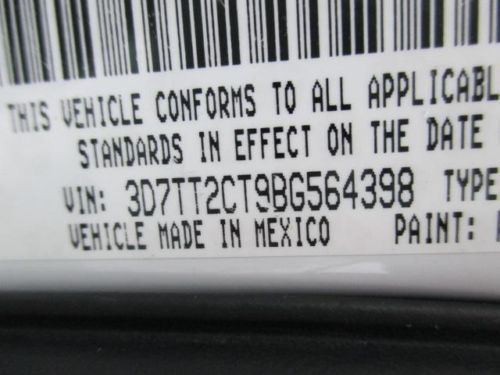 THIS VEHICLE CONFORMS TO ALL APPLICABL
STANDARDS IN EFFECT ON THE DATE
VIN: 3D7TT2CT9BG564398 TYPE
VEHICLE MADE IN MEXICO PAINT: